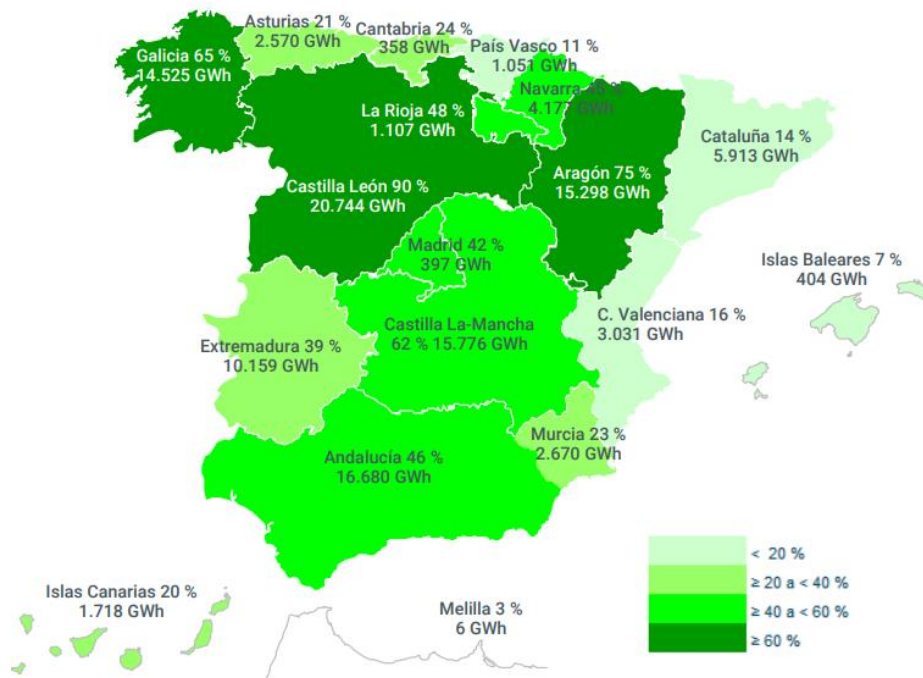 Asturias 21 %
2.570 GWh
Cantabria 24 %
358 GWh
País Vasco 11 %
1.051 GWh
Galicia 65 %
14.525 GWh
Navarra %
4.177 GWh
La Rioja 48 %
1.107 GWh
Cataluña 14 %
5.913 GWh
Aragón 75 %
15.298 GWh
Castilla León 90 %
20.744 GWh
Madrid 42 %
397 GWh
Islas Baleares 7 %
404 GWh
C. Valenciana 16 %
3.031 GWh
Castilla La-Mancha
62 % 15.776 GWh
Extremadura 39 %
10.159 GWh
Murcia 23 %
2.670 GWh
Andalucía 46 %
16.680 GWh
< 20 %
≥ 20 a < 40 %
≥ 40 a < 60 %
≥ 60 %
Islas Canarias 20 %
1.718 GWh
Melilla 3 %
6 GWh